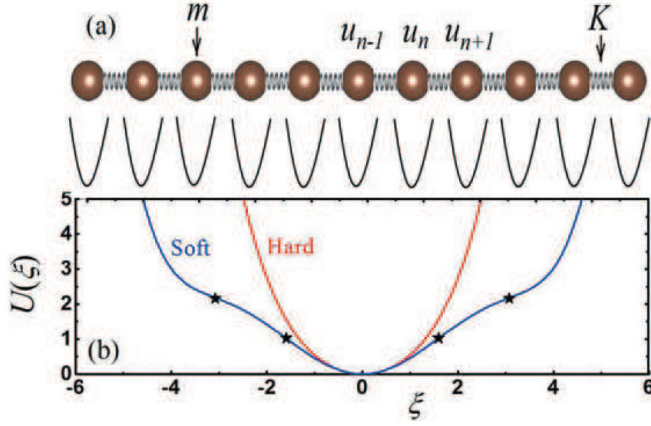 (a)
m
u_{n-1} u_n u_{n+1}
K
5
4
3
2
1
0
U(ξ)
Soft
Hard
(b)
-6 -4 -2 0 2 4 6
ξ